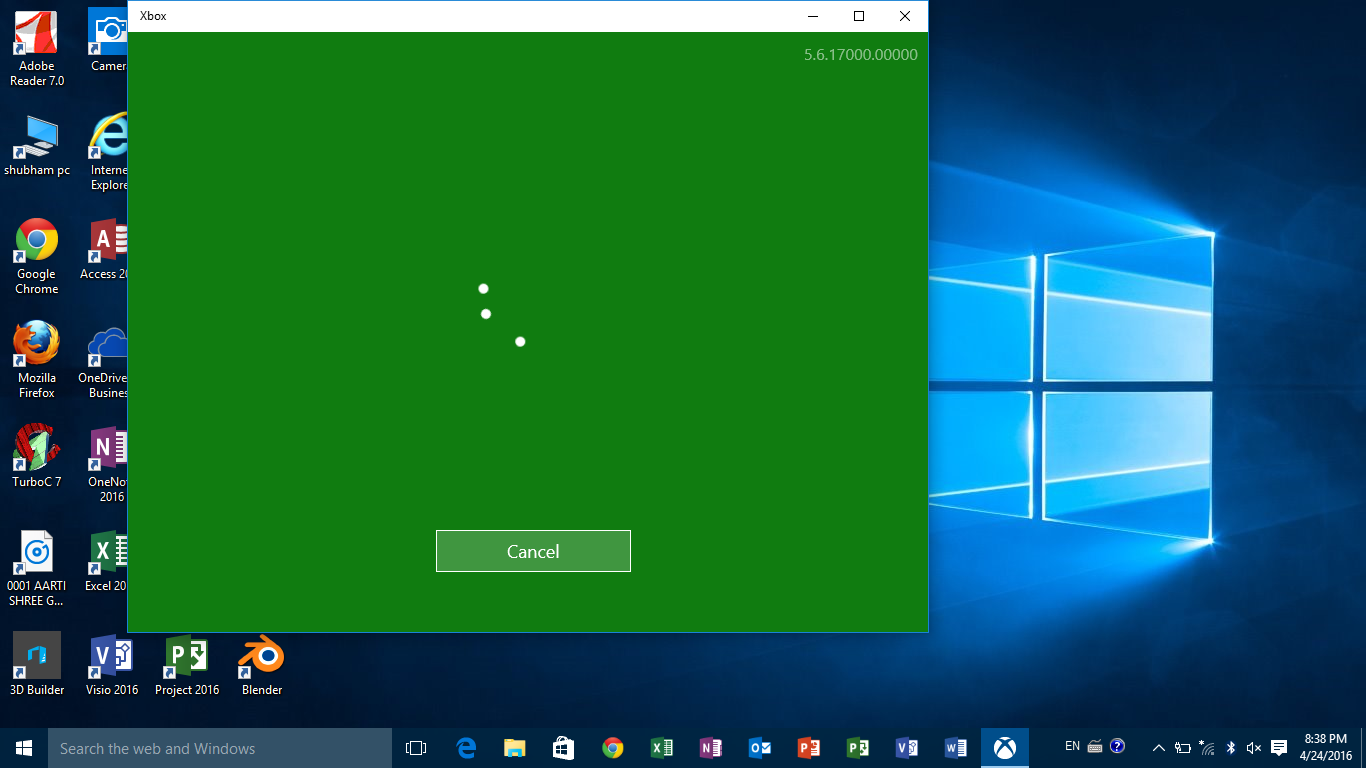 Xbox
5.6.17000.00000
Cancel
Adobe
Reader 7.0
Camer
shubham pc
Interne
Explore
Google
Chrome
Access 20
Mozilla
Firefox
OneDrive
Busines
TurboC 7
OneNo
2016
0001 AARTI
SHREE G...
Excel 20
3D Builder
Visio 2016
Project 2016
Blender
Search the web and Windows
EN
8:38 PM
4/24/2016